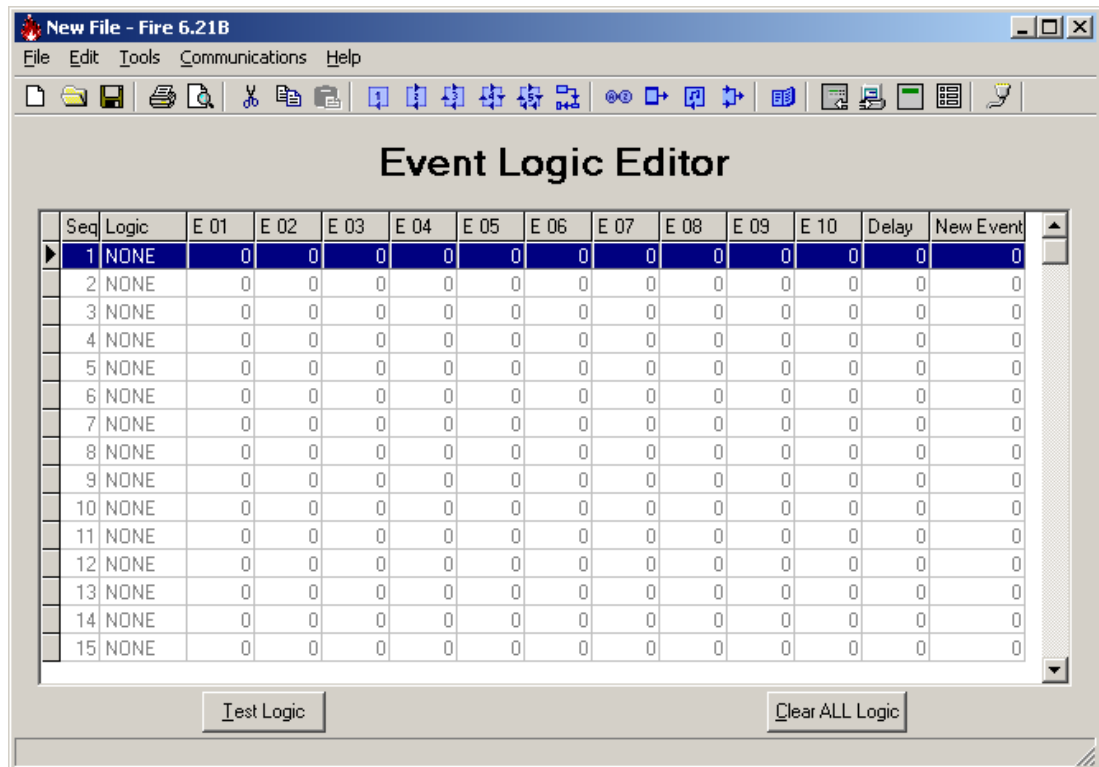 New File - Fire 6.21B
File Edit Tools Communications Help
Event Logic Editor
Seq Logic E 01 E 02 E 03 E 04 E 05 E 06 E 07 E 08 E 09 E 10 Delay New Event
1 NONE 0 0 0 0 0 0 0 0 0 0 0 0
2 NONE 0 0 0 0 0 0 0 0 0 0 0 0
3 NONE 0 0 0 0 0 0 0 0 0 0 0 0
4 NONE 0 0 0 0 0 0 0 0 0 0 0 0
5 NONE 0 0 0 0 0 0 0 0 0 0 0 0
6 NONE 0 0 0 0 0 0 0 0 0 0 0 0
7 NONE 0 0 0 0 0 0 0 0 0 0 0 0
8 NONE 0 0 0 0 0 0 0 0 0 0 0 0
9 NONE 0 0 0 0 0 0 0 0 0 0 0 0
10 NONE 0 0 0 0 0 0 0 0 0 0 0 0
11 NONE 0 0 0 0 0 0 0 0 0 0 0 0
12 NONE 0 0 0 0 0 0 0 0 0 0 0 0
13 NONE 0 0 0 0 0 0 0 0 0 0 0 0
14 NONE 0 0 0 0 0 0 0 0 0 0 0 0
15 NONE 0 0 0 0 0 0 0 0 0 0 0 0
Test Logic Clear ALL Logic